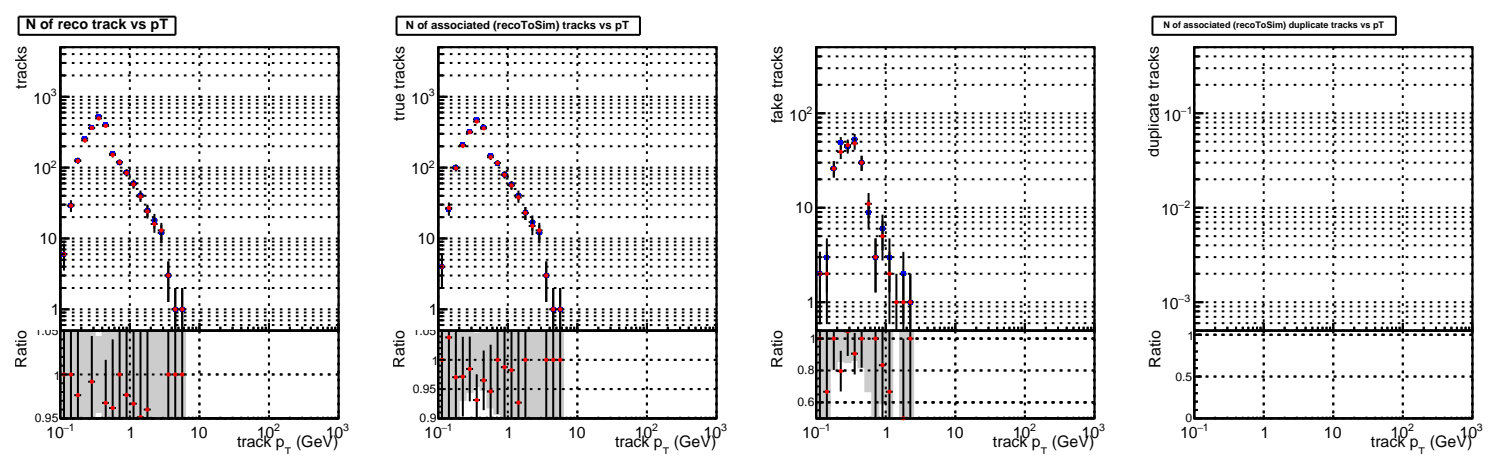 N of reco track vs pT
tracks
10³
10²
10
1
Ratio
1.05
1
0.95
10⁻¹ 1 10 10² 10³
track pT (GeV)
N of associated (recoToSim) tracks vs pT
true tracks
10³
10²
10
1
Ratio
1.05
1
0.95
0.9
10⁻¹ 1 10 10² 10³
track pT (GeV)
fake tracks
10²
10
1
Ratio
1
0.8
0.6
10⁻¹ 1 10 10² 10³
track pT (GeV)
N of associated (recoToSim) duplicate tracks vs pT
duplicate tracks
10⁻¹
10⁻²
10⁻³
Ratio
1
0.5
0
10⁻¹ 1 10 10² 10³
track pT (GeV)